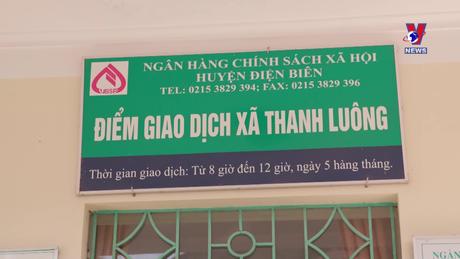 V
NEWS
NGÂN HÀNG CHÍNH SÁCH XÃ HỘI
HUYỆN ĐIỆN BIÊN
TEL: 0215 3829 394; FAX: 0215 3829 396
VBSP
ĐIỂM GIAO DỊCH XÃ THANH LUÔNG
Thời gian giao dịch: Từ 8 giờ đến 12 giờ, ngày 5 hàng tháng.
NGÂN